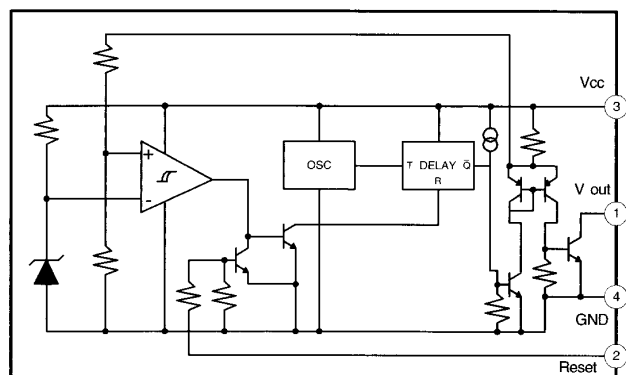 Vcc
3
+
-
OSC
T DELAY Q̄
R
V out
1
4
GND
2
Reset